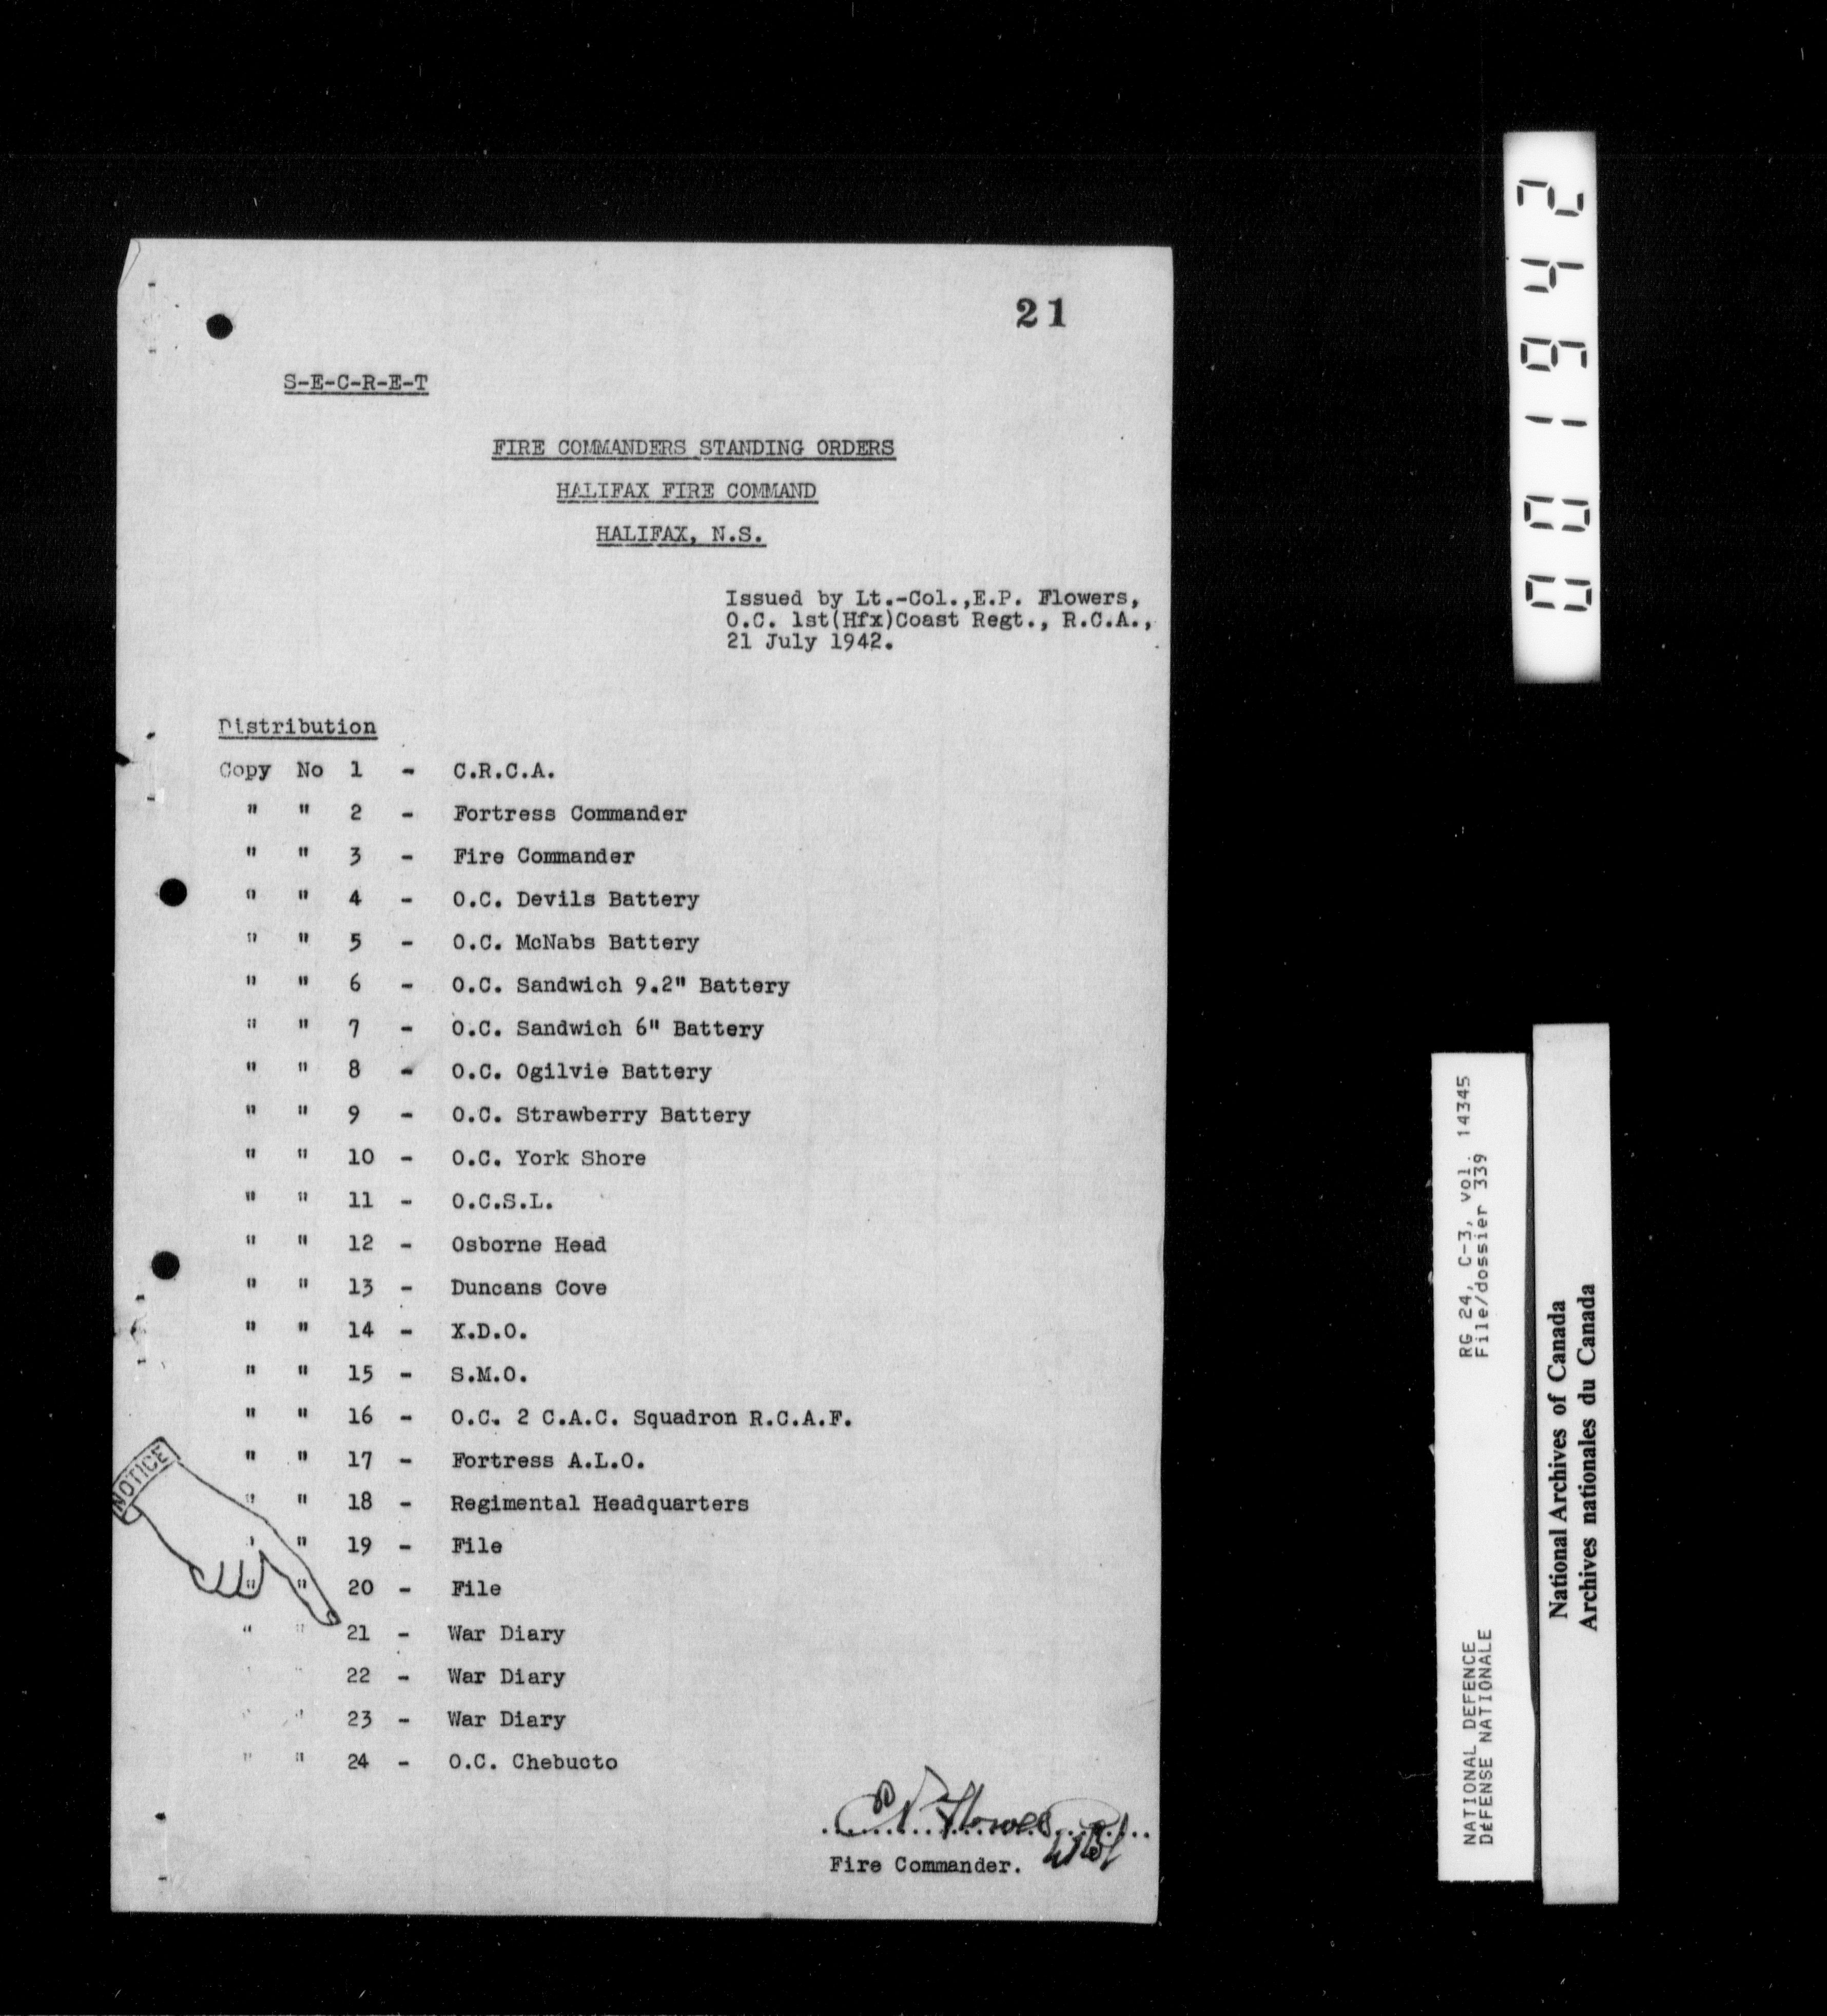 21
S-E-C-R-E-T
FIRE COMMANDERS STANDING ORDERS
HALIFAX FIRE COMMAND
HALIFAX, N.S.
Issued by Lt.-Col.,E.P. Flowers,
O.C. 1st(Hfx)Coast Regt., R.C.A.,
21 July 1942.
Distribution
Copy No 1 - C.R.C.A.
" " 2 - Fortress Commander
" " 3 - Fire Commander
" " 4 - O.C. Devils Battery
" " 5 - O.C. McNabs Battery
" " 6 - O.C. Sandwich 9.2" Battery
" " 7 - O.C. Sandwich 6" Battery
" " 8 - O.C. Ogilvie Battery
" " 9 - O.C. Strawberry Battery
" " 10 - O.C. York Shore
" " 11 - O.C.S.L.
" " 12 - Osborne Head
" " 13 - Duncans Cove
" " 14 - X.D.O.
" " 15 - S.M.O.
" " 16 - O.C. 2 C.A.C. Squadron R.C.A.F.
" " 17 - Fortress A.L.O.
" " 18 - Regimental Headquarters
" " 19 - File
" " 20 - File
" " 21 - War Diary
" " 22 - War Diary
" " 23 - War Diary
" " 24 - O.C. Chebucto
NOTICE
Fire Commander.
001942
RG 24, C-3, vol. 14345
File/dossier 339
NATIONAL DEFENCE
DÉFENSE NATIONALE
National Archives of Canada
Archives nationales du Canada